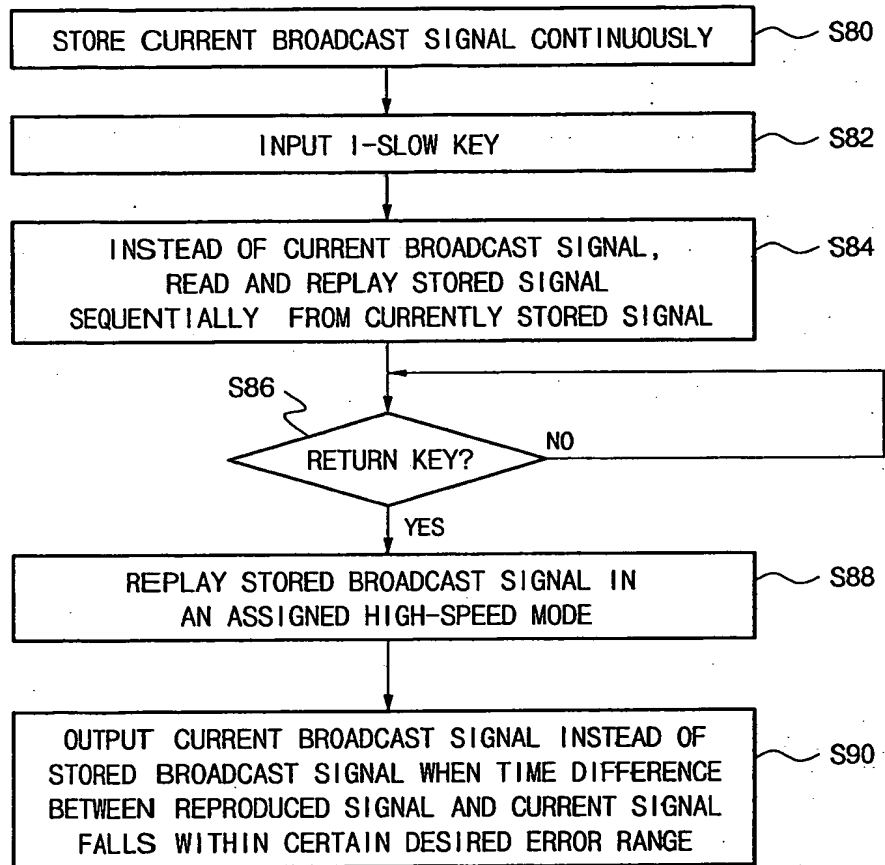 STORE CURRENT BROADCAST SIGNAL CONTINUOUSLY
S80
INPUT I-SLOW KEY
S82
INSTEAD OF CURRENT BROADCAST SIGNAL,
READ AND REPLAY STORED SIGNAL
SEQUENTIALLY FROM CURRENTLY STORED SIGNAL
S84
S86
RETURN KEY?
NO
YES
REPLAY STORED BROADCAST SIGNAL IN
AN ASSIGNED HIGH-SPEED MODE
S88
OUTPUT CURRENT BROADCAST SIGNAL INSTEAD OF
STORED BROADCAST SIGNAL WHEN TIME DIFFERENCE
BETWEEN REPRODUCED SIGNAL AND CURRENT SIGNAL
FALLS WITHIN CERTAIN DESIRED ERROR RANGE
S90